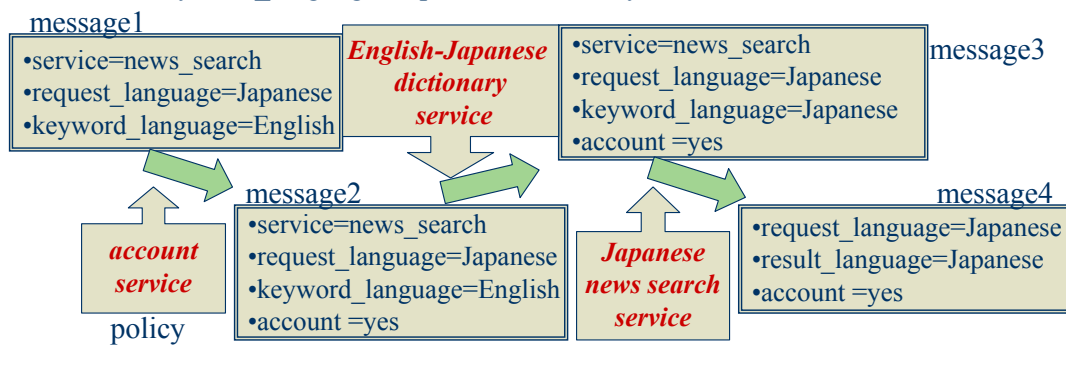 message1
•service=news_search
•request_language=Japanese
•keyword_language=English
English-Japanese
dictionary
service
•service=news_search
•request_language=Japanese
•keyword_language=Japanese
•account =yes
message3
account
service
policy
message2
•service=news_search
•request_language=Japanese
•keyword_language=English
•account =yes
Japanese
news search
service
message4
•request_language=Japanese
•result_language=Japanese
•account =yes